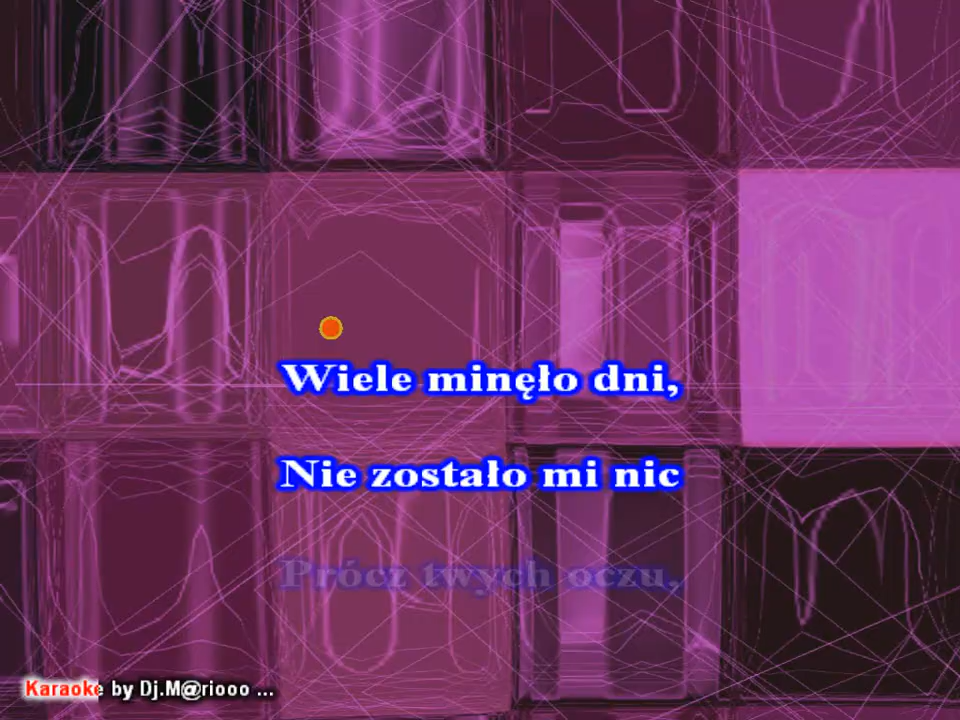 Wiele minęło dni,
Nie zostało mi nic
Prócz twych oczu,
Karaoke by Dj.M@riooo ...